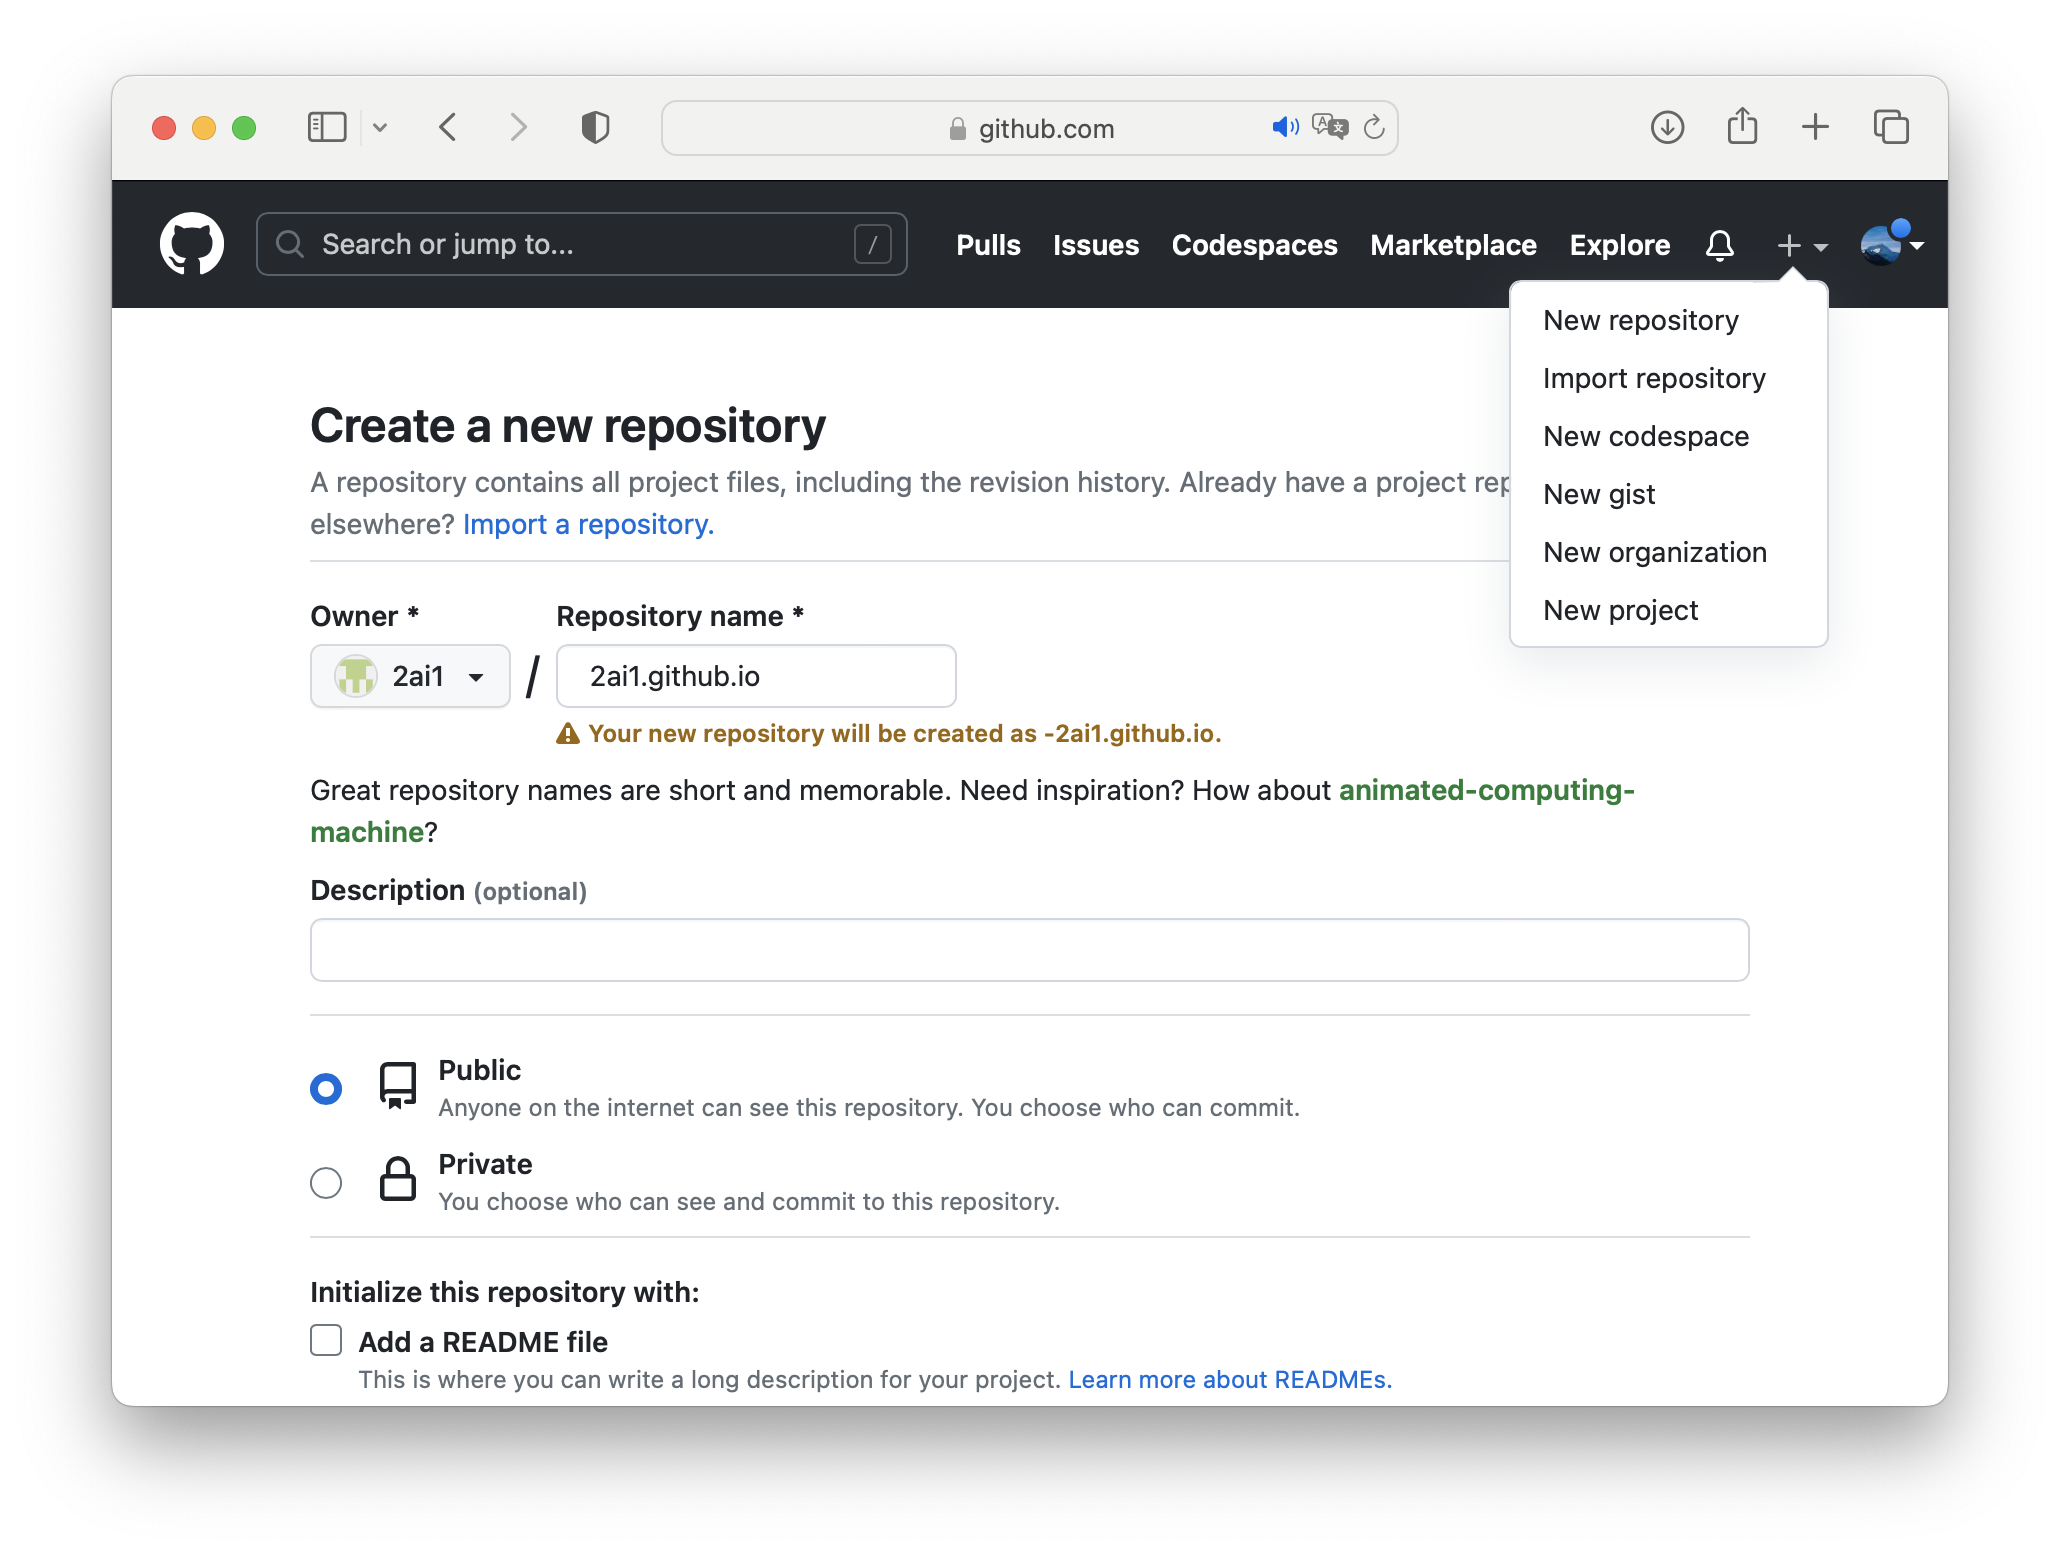 github.com
Search or jump to...
/
Pulls Issues Codespaces Marketplace Explore
New repository
Import repository
New codespace
New gist
New organization
New project
Create a new repository
A repository contains all project files, including the revision history. Already have a project rep
elsewhere? Import a repository.
Owner * Repository name *
2ai1 / 2ai1.github.io
Your new repository will be created as -2ai1.github.io.
Great repository names are short and memorable. Need inspiration? How about animated-computing-
machine?
Description (optional)
Public
Anyone on the internet can see this repository. You choose who can commit.
Private
You choose who can see and commit to this repository.
Initialize this repository with:
Add a README file
This is where you can write a long description for your project. Learn more about READMEs.